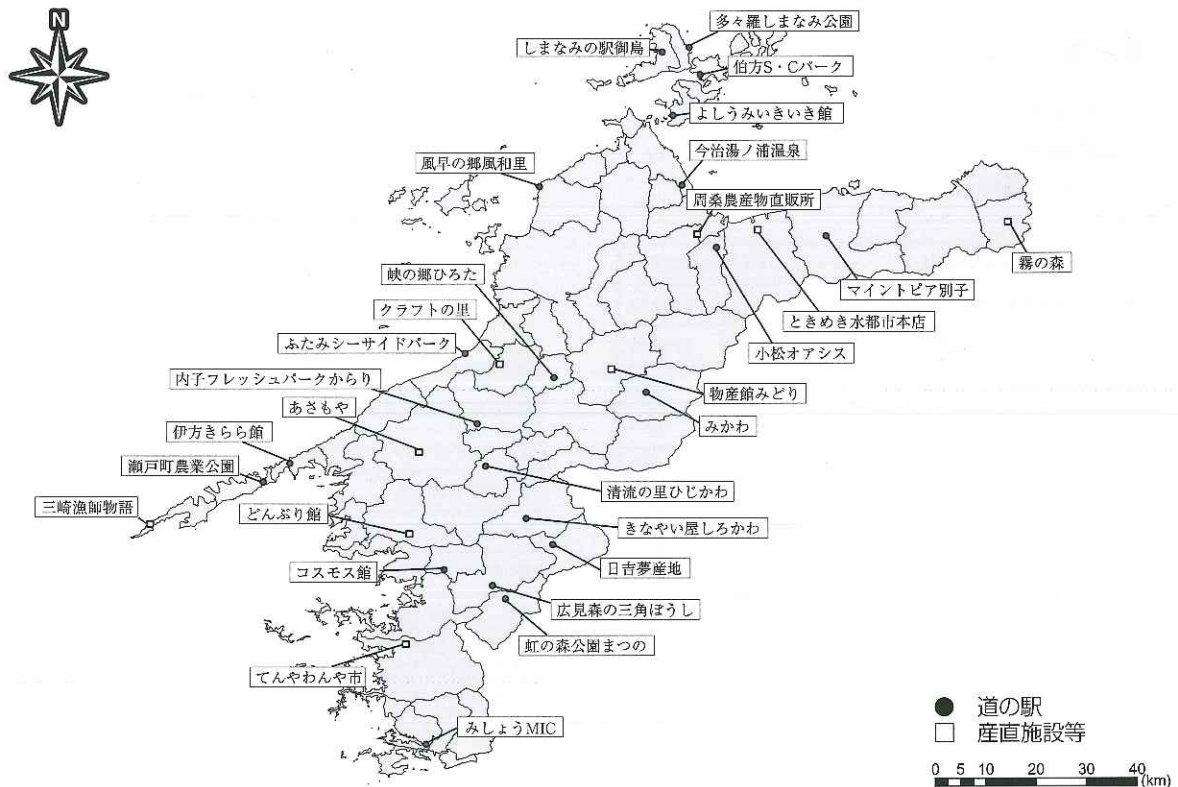 N
多々羅しまなみ公園
しまなみの駅御島
伯方S・Cパーク
よしうみいきいき館
今治湯ノ浦温泉
風早の郷風和里
周桑農産物直販所
霧の森
峡の郷ひろた
マイントピア別子
クラフトの里
ときめき水都市本店
ふたみシーサイドパーク
小松オアシス
内子フレッシュパークからり
物産館みどり
あさもや
みかわ
伊方きらら館
瀬戸町農業公園
清流の里ひじかわ
三崎漁師物語
どんぶり館
きなやい屋しろかわ
コスモス館
日吉夢産地
広見森の三角ぼうし
虹の森公園まつの
てんやわんや市
みしょうMIC
道の駅
産直施設等
0 5 10 20 30 40 (km)